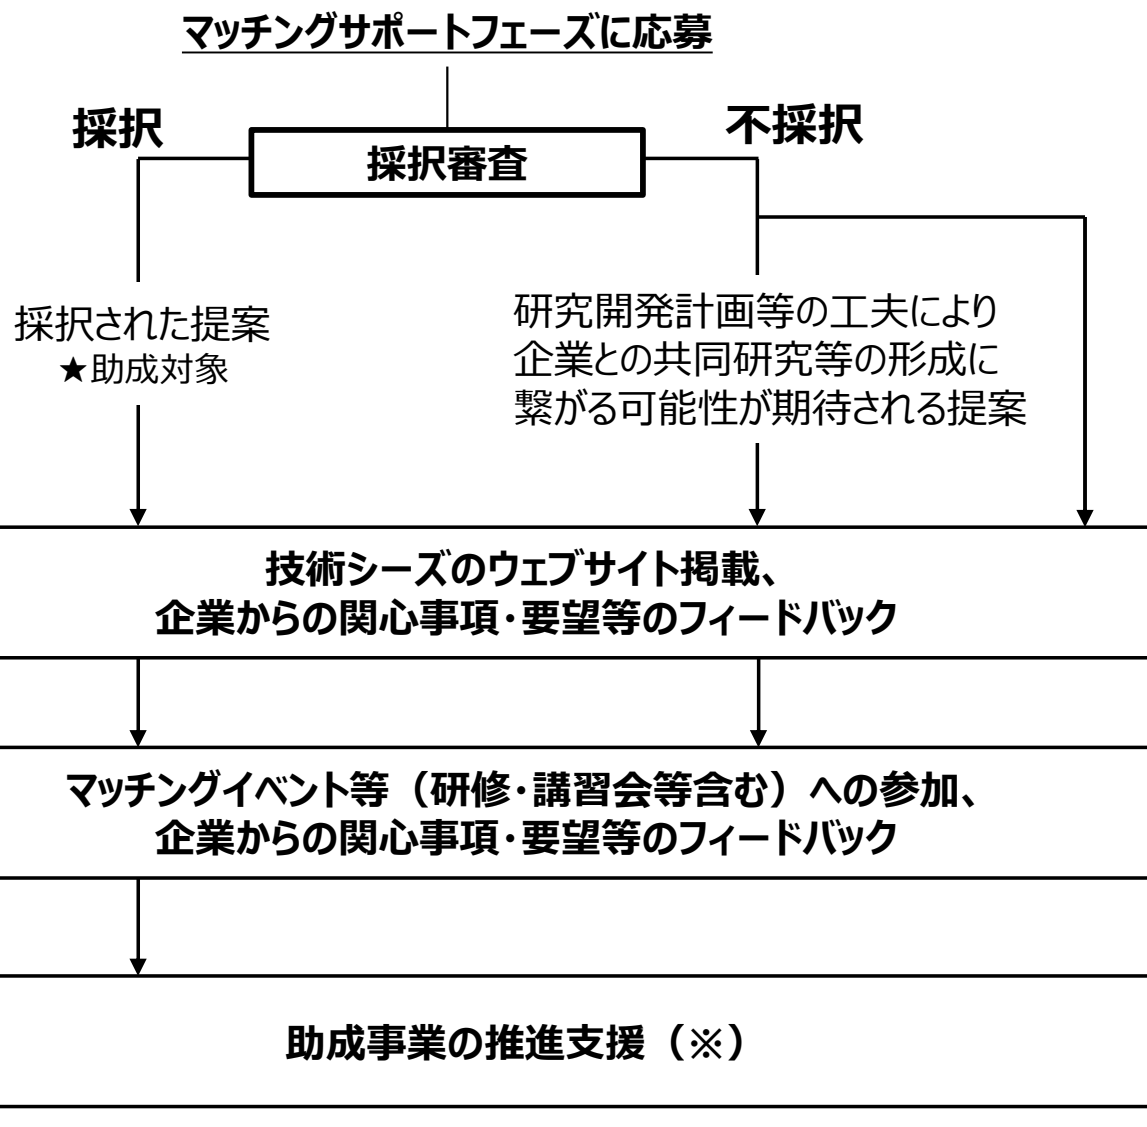 マッチングサポートフェーズに応募
採択
不採択
採択審査
採択された提案
★助成対象
研究開発計画等の工夫により
企業との共同研究等の形成に
繋がる可能性が期待される提案
技術シーズのウェブサイト掲載、
企業からの関心事項・要望等のフィードバック
マッチングイベント等（研修・講習会等含む）への参加、
企業からの関心事項・要望等のフィードバック
助成事業の推進支援（※）